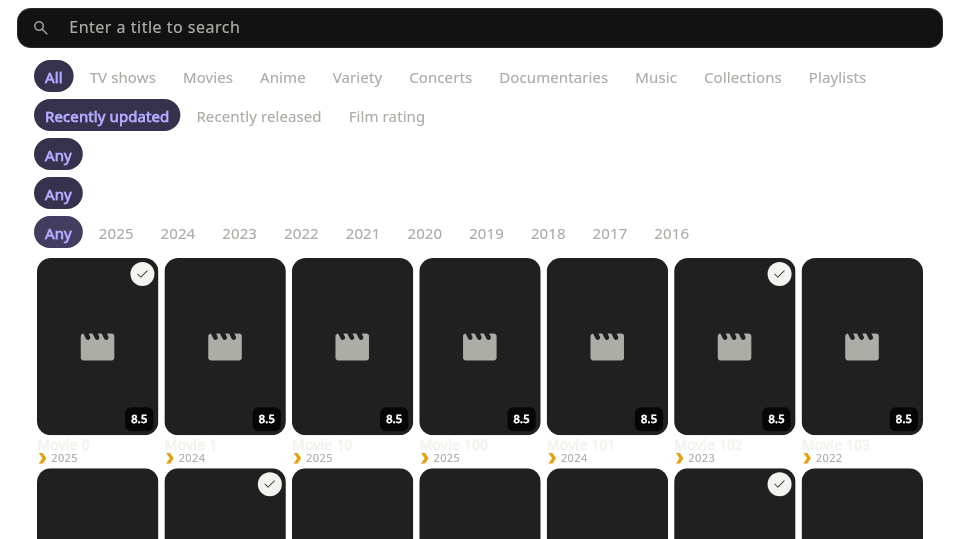 Enter a title to search
All TV shows Movies Anime Variety Concerts Documentaries Music Collections Playlists
Recently updated Recently released Film rating
Any
Any
Any 2025 2024 2023 2022 2021 2020 2019 2018 2017 2016
8.5 8.5 8.5 8.5 8.5 8.5 8.5
Movie 0 Movie 1 Movie 10 Movie 100 Movie 101 Movie 102 Movie 103
2025 2024 2025 2025 2024 2023 2022